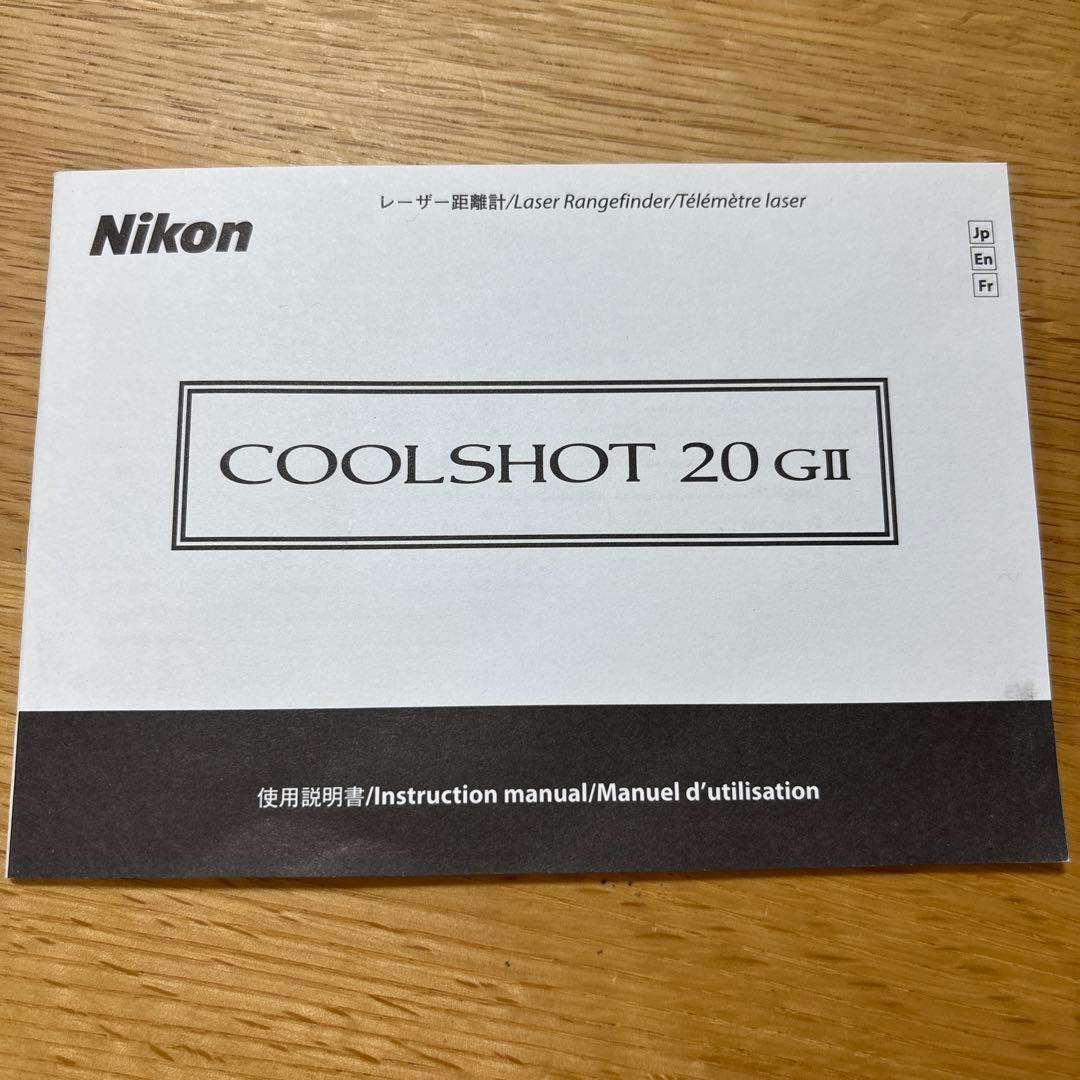 レーザー距離計/Laser Rangefinder/Télémètre laser
Nikon
Jp
En
Fr
COOLSHOT 20 GII
使用説明書/Instruction manual/Manuel d'utilisation